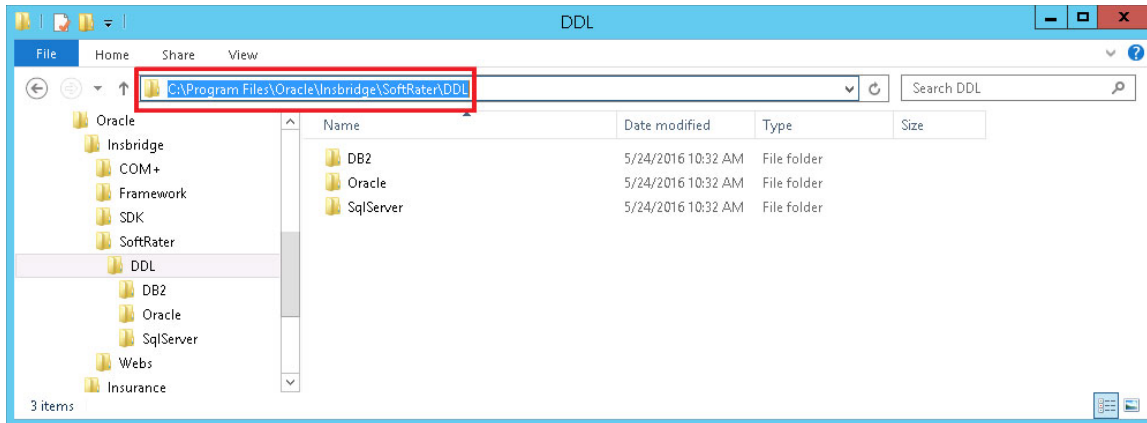 DDL
File Home Share View
C:\Program Files\Oracle\Insbridge\SoftRater\DDL
Search DDL
Oracle
Insbridge
COM+
Framework
SDK
SoftRater
DDL
DB2
Oracle
SqlServer
Webs
Insurance
Name Date modified Type Size
DB2 5/24/2016 10:32 AM File folder
Oracle 5/24/2016 10:32 AM File folder
SqlServer 5/24/2016 10:32 AM File folder
3 items